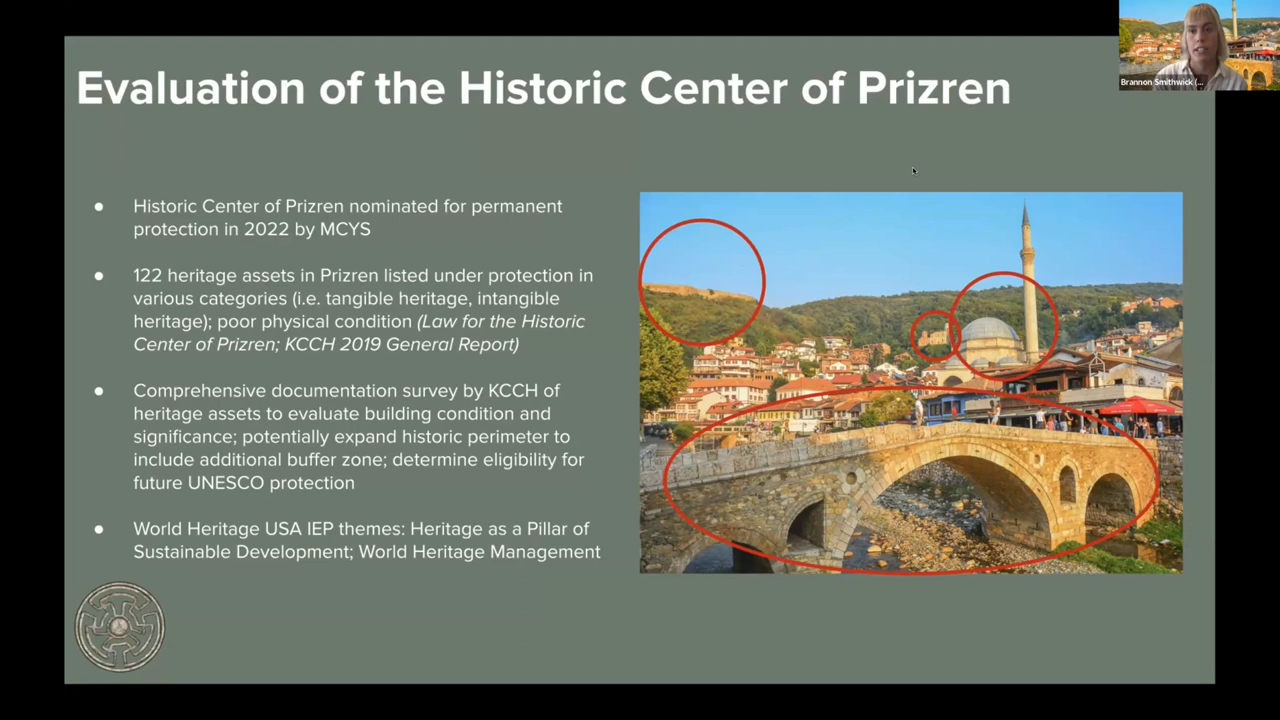 Brannon Smithwick (...
Evaluation of the Historic Center of Prizren
● Historic Center of Prizren nominated for permanent
protection in 2022 by MCYS
● 122 heritage assets in Prizren listed under protection in
various categories (i.e. tangible heritage, intangible
heritage); poor physical condition (Law for the Historic
Center of Prizren; KCCH 2019 General Report)
● Comprehensive documentation survey by KCCH of
heritage assets to evaluate building condition and
significance; potentially expand historic perimeter to
include additional buffer zone; determine eligibility for
future UNESCO protection
● World Heritage USA IEP themes: Heritage as a Pillar of
Sustainable Development; World Heritage Management